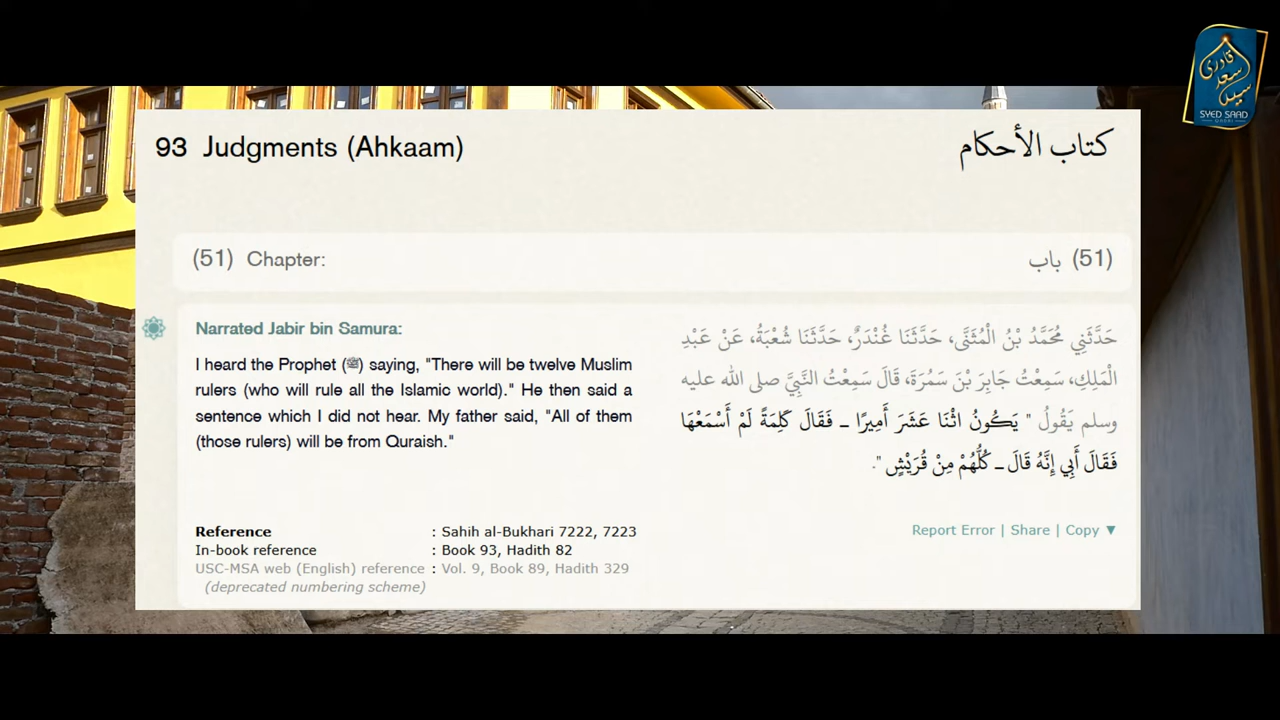 قادري
سعد
سيد
SYED SAAD
QADRI
93 Judgments (Ahkaam)
كتاب الأحكام
(51) Chapter:
(51) باب
Narrated Jabir bin Samura:
I heard the Prophet (ﷺ) saying, "There will be twelve Muslim
rulers (who will rule all the Islamic world)." He then said a
sentence which I did not hear. My father said, "All of them
(those rulers) will be from Quraish."
حَدَّثَنِي مُحَمَّدُ بْنُ الْمُثَنَّى، حَدَّثَنَا غُنْدَرٌ، حَدَّثَنَا شُعْبَةُ، عَنْ عَبْدِ
الْمَلِكِ، سَمِعْتُ جَابِرَ بْنَ سَمُرَةَ، قَالَ سَمِعْتُ النَّبِيَّ صلى الله عليه
وسلم يَقُولُ " يَكُونُ اثْنَا عَشَرَ أَمِيرًا ـ فَقَالَ كَلِمَةً لَمْ أَسْمَعْهَا
فَقَالَ أَبِي إِنَّهُ قَالَ ـ كُلُّهُمْ مِنْ قُرَيْشٍ ".
Reference : Sahih al-Bukhari 7222, 7223
In-book reference : Book 93, Hadith 82
USC-MSA web (English) reference : Vol. 9, Book 89, Hadith 329
(deprecated numbering scheme)
Report Error | Share | Copy ▼